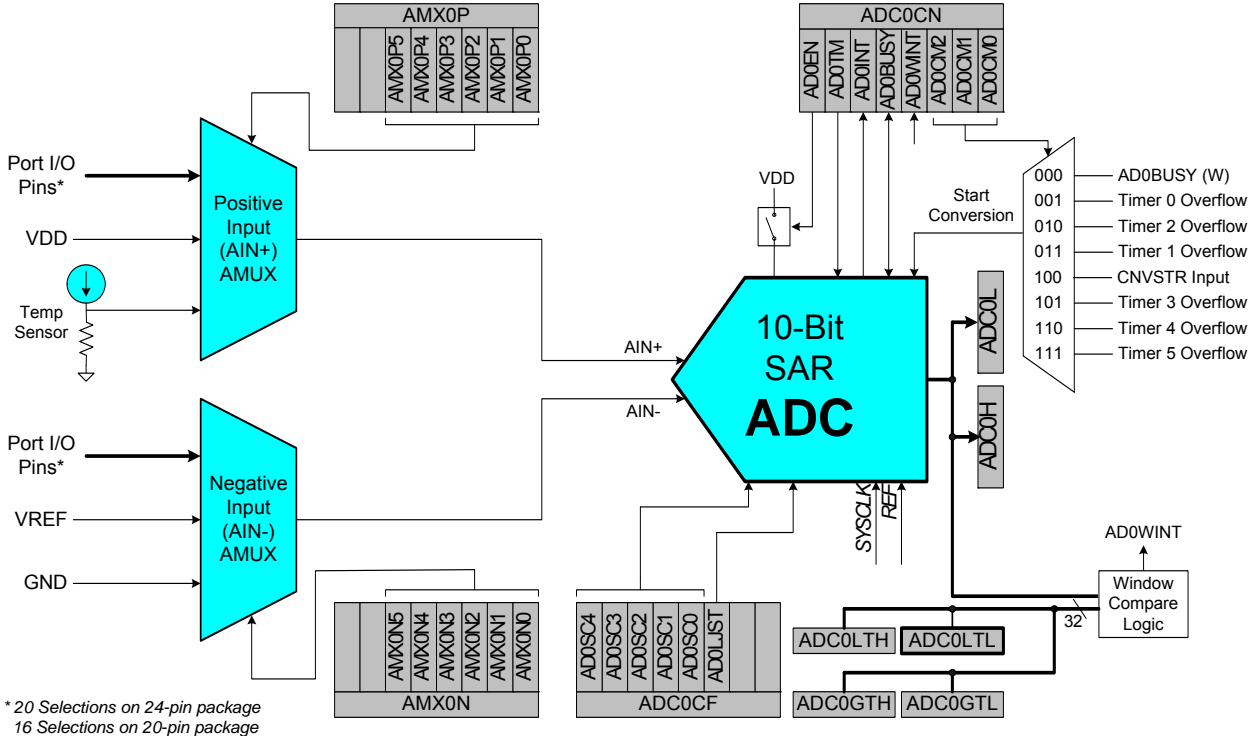 AMX0P
AMX0P5
AMX0P4
AMX0P3
AMX0P2
AMX0P1
AMX0P0
ADC0CN
AD0EN
AD0TM
AD0INT
AD0BUSY
AD0WINT
AD0CM2
AD0CM1
AD0CM0
Port I/O
Pins*
VDD
Temp
Sensor
Positive
Input
(AIN+)
AMUX
VDD
Start
Conversion
000
001
010
011
100
101
110
111
AD0BUSY (W)
Timer 0 Overflow
Timer 2 Overflow
Timer 1 Overflow
CNVSTR Input
Timer 3 Overflow
Timer 4 Overflow
Timer 5 Overflow
AIN+
AIN-
10-Bit
SAR
ADC
ADC0L
ADC0H
SYSCLK
REF
Port I/O
Pins*
VREF
GND
Negative
Input
(AIN-)
AMUX
AMX0N5
AMX0N4
AMX0N3
AMX0N2
AMX0N1
AMX0N0
AMX0N
AD0SC4
AD0SC3
AD0SC2
AD0SC1
AD0SC0
AD0LJST
ADC0CF
AD0WINT
Window
Compare
Logic
32
ADC0LTH
ADC0LTL
ADC0GTH
ADC0GTL
* 20 Selections on 24-pin package
16 Selections on 20-pin package